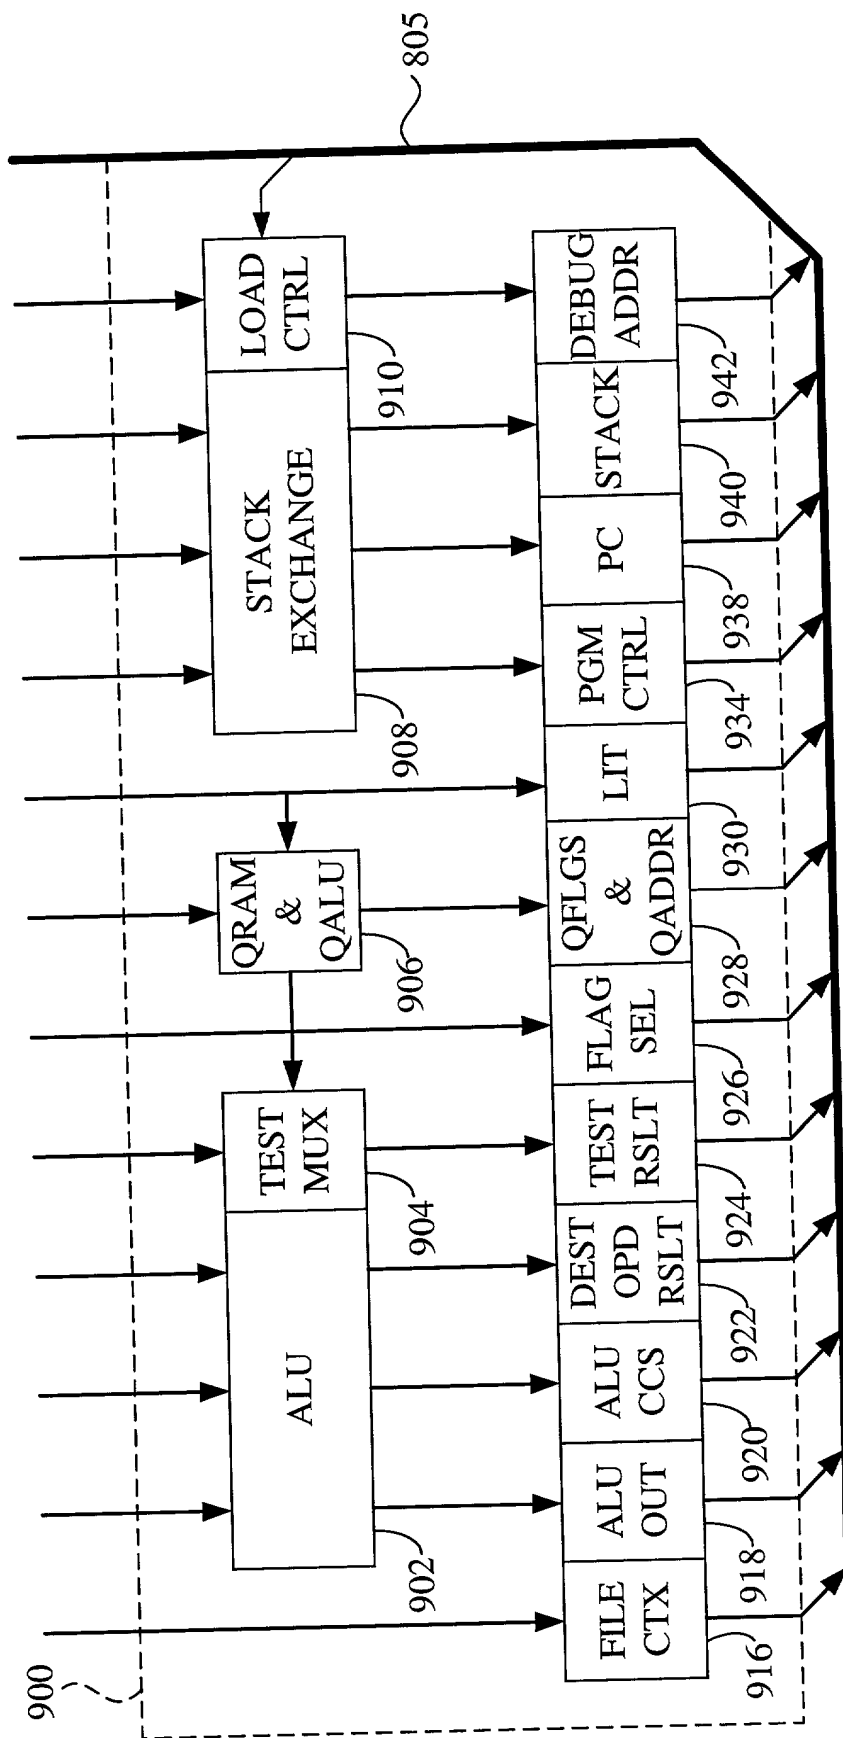 900
805
ALU
902
TEST
MUX
904
QRAM
&
QALU
906
STACK
EXCHANGE
908
LOAD
CTRL
910
FILE
CTX
916
ALU
OUT
918
ALU
CCS
920
DEST
OPD
RSLT
922
TEST
RSLT
924
FLAG
SEL
926
QFLGS
&
QADDR
928
LIT
930
PGM
CTRL
934
PC
938
STACK
940
DEBUG
ADDR
942